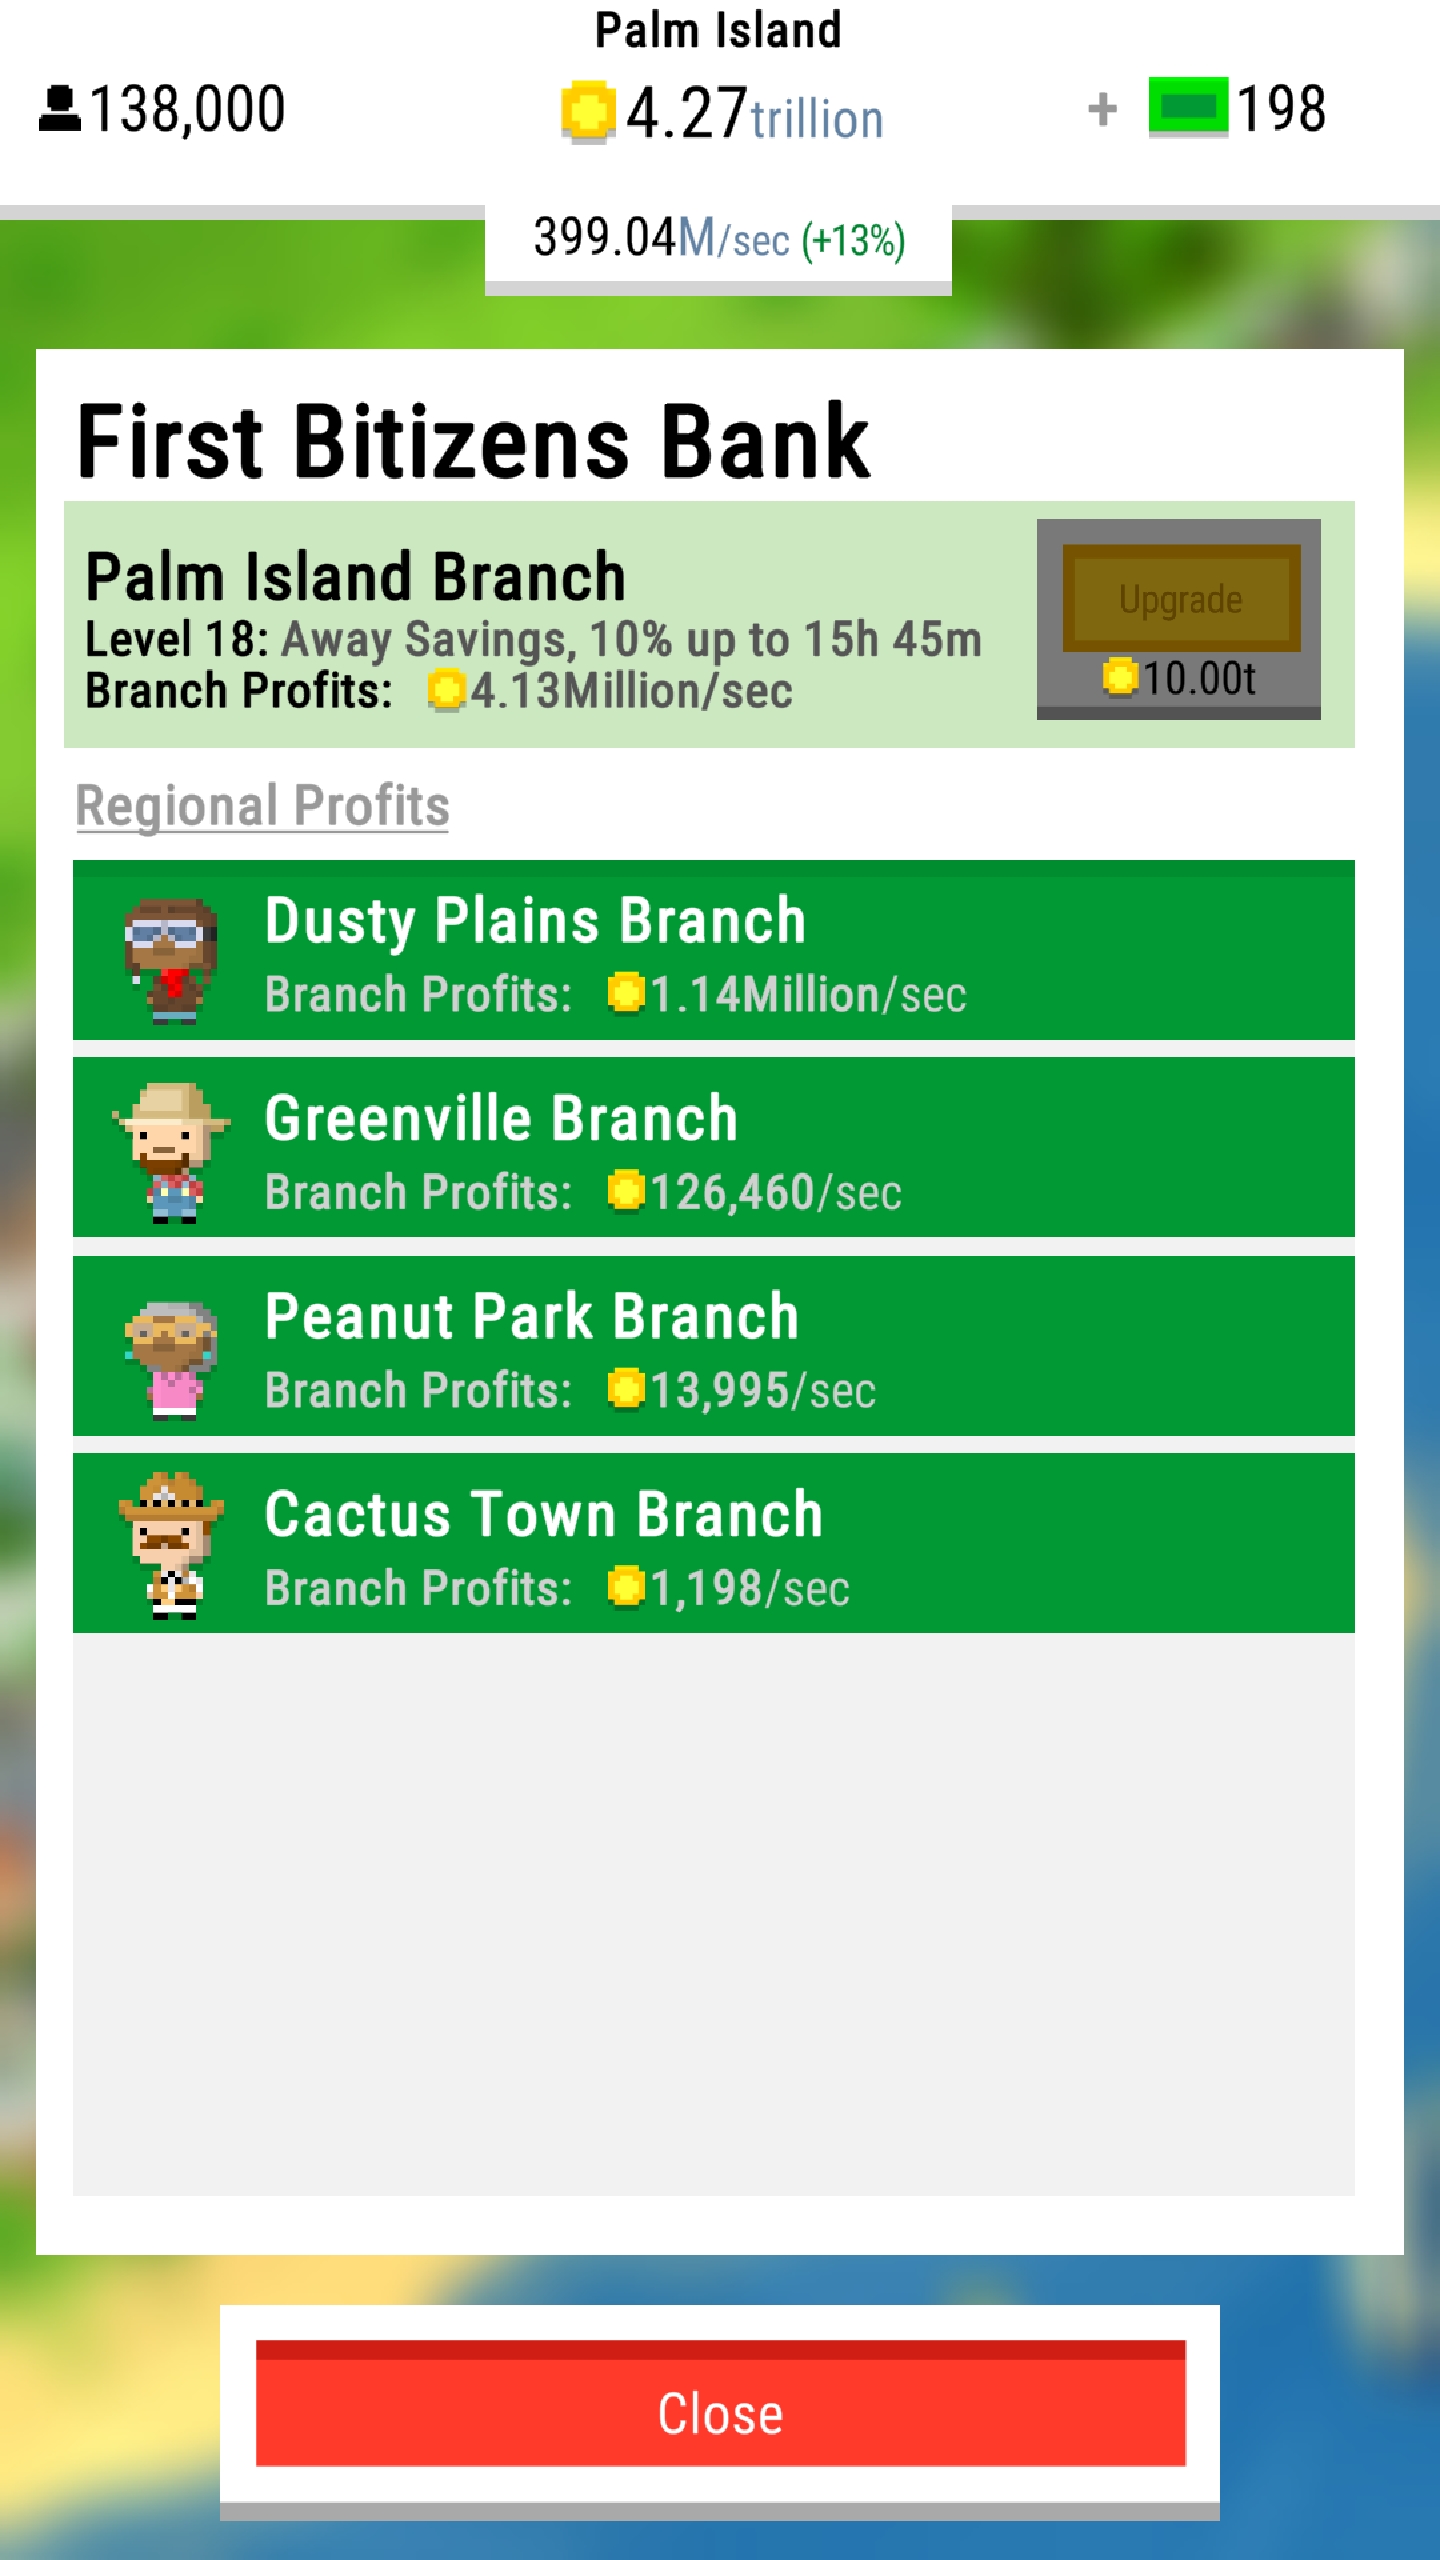 Palm Island
138,000 4.27trillion + 198
399.04M/sec (+13%)
First Bitizens Bank
Palm Island Branch
Level 18: Away Savings, 10% up to 15h 45m
Branch Profits: 4.13Million/sec
Upgrade
10.00t
Regional Profits
Dusty Plains Branch
Branch Profits: 1.14Million/sec
Greenville Branch
Branch Profits: 126,460/sec
Peanut Park Branch
Branch Profits: 13,995/sec
Cactus Town Branch
Branch Profits: 1,198/sec
Close